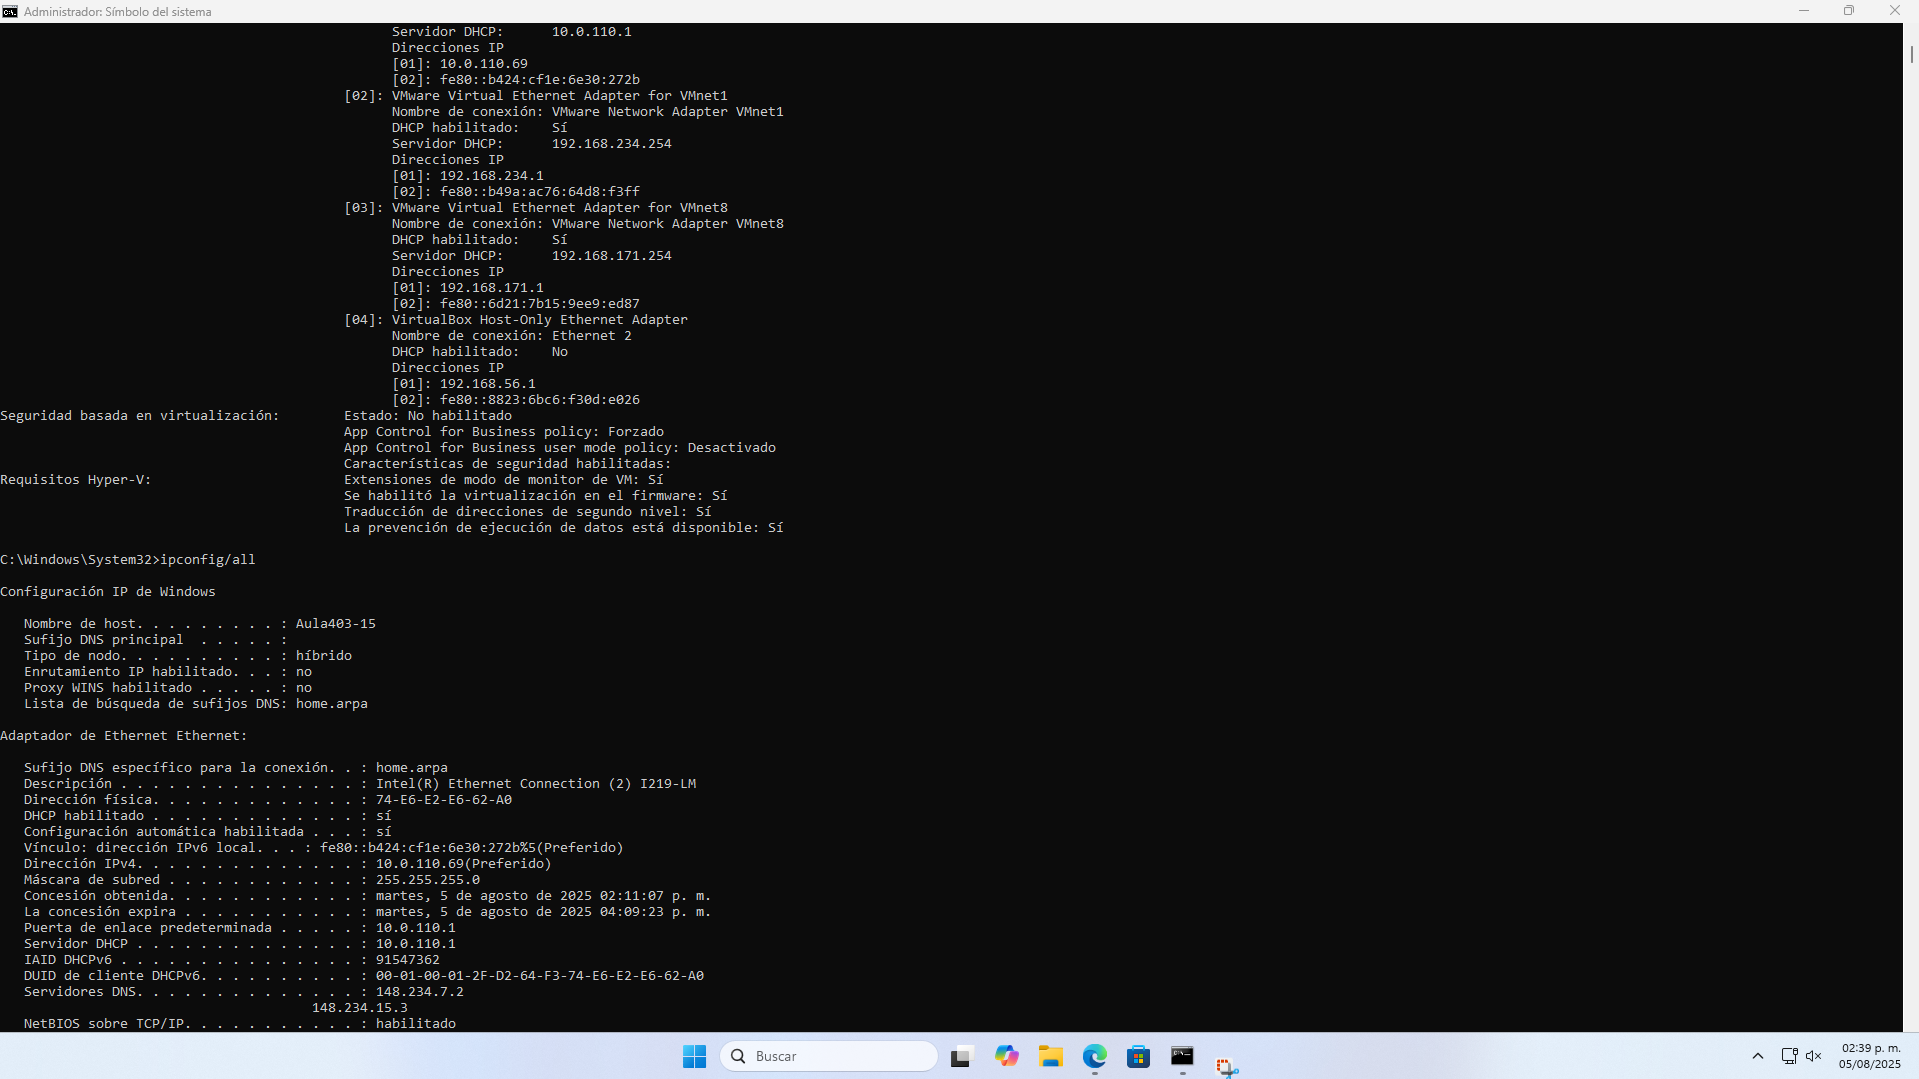 Administrador: Símbolo del sistema
Servidor DHCP:      10.0.110.1
Direcciones IP
[01]: 10.0.110.69
[02]: fe80::b424:cf1e:6e30:272b
[02]: VMware Virtual Ethernet Adapter for VMnet1
Nombre de conexión: VMware Network Adapter VMnet1
DHCP habilitado:    Sí
Servidor DHCP:      192.168.234.254
Direcciones IP
[01]: 192.168.234.1
[02]: fe80::b49a:ac76:64d8:f3ff
[03]: VMware Virtual Ethernet Adapter for VMnet8
Nombre de conexión: VMware Network Adapter VMnet8
DHCP habilitado:    Sí
Servidor DHCP:      192.168.171.254
Direcciones IP
[01]: 192.168.171.1
[02]: fe80::6d21:7b15:9ee9:ed87
[04]: VirtualBox Host-Only Ethernet Adapter
Nombre de conexión: Ethernet 2
DHCP habilitado:    No
Direcciones IP
[01]: 192.168.56.1
[02]: fe80::8823:6bc6:f30d:e026
Seguridad basada en virtualización:        Estado: No habilitado
App Control for Business policy: Forzado
App Control for Business user mode policy: Desactivado
Características de seguridad habilitadas:
Requisitos Hyper-V:                        Extensiones de modo de monitor de VM: Sí
Se habilitó la virtualización en el firmware: Sí
Traducción de direcciones de segundo nivel: Sí
La prevención de ejecución de datos está disponible: Sí
C:\Windows\System32>ipconfig/all
Configuración IP de Windows
Nombre de host. . . . . . . . . : Aula403-15
Sufijo DNS principal  . . . . . :
Tipo de nodo. . . . . . . . . . : híbrido
Enrutamiento IP habilitado. . . : no
Proxy WINS habilitado . . . . . : no
Lista de búsqueda de sufijos DNS: home.arpa
Adaptador de Ethernet Ethernet:
Sufijo DNS específico para la conexión. . : home.arpa
Descripción . . . . . . . . . . . . . . . : Intel(R) Ethernet Connection (2) I219-LM
Dirección física. . . . . . . . . . . . . : 74-E6-E2-E6-62-A0
DHCP habilitado . . . . . . . . . . . . . : sí
Configuración automática habilitada . . . : sí
Vínculo: dirección IPv6 local. . . : fe80::b424:cf1e:6e30:272b%5(Preferido)
Dirección IPv4. . . . . . . . . . . . . . : 10.0.110.69(Preferido)
Máscara de subred . . . . . . . . . . . . : 255.255.255.0
Concesión obtenida. . . . . . . . . . . . : martes, 5 de agosto de 2025 02:11:07 p. m.
La concesión expira . . . . . . . . . . . : martes, 5 de agosto de 2025 04:09:23 p. m.
Puerta de enlace predeterminada . . . . . : 10.0.110.1
Servidor DHCP . . . . . . . . . . . . . . : 10.0.110.1
IAID DHCPv6 . . . . . . . . . . . . . . . : 91547362
DUID de cliente DHCPv6. . . . . . . . . . : 00-01-00-01-2F-D2-64-F3-74-E6-E2-E6-62-A0
Servidores DNS. . . . . . . . . . . . . . : 148.234.7.2
148.234.15.3
NetBIOS sobre TCP/IP. . . . . . . . . . . : habilitado
Buscar
02:39 p. m.
05/08/2025